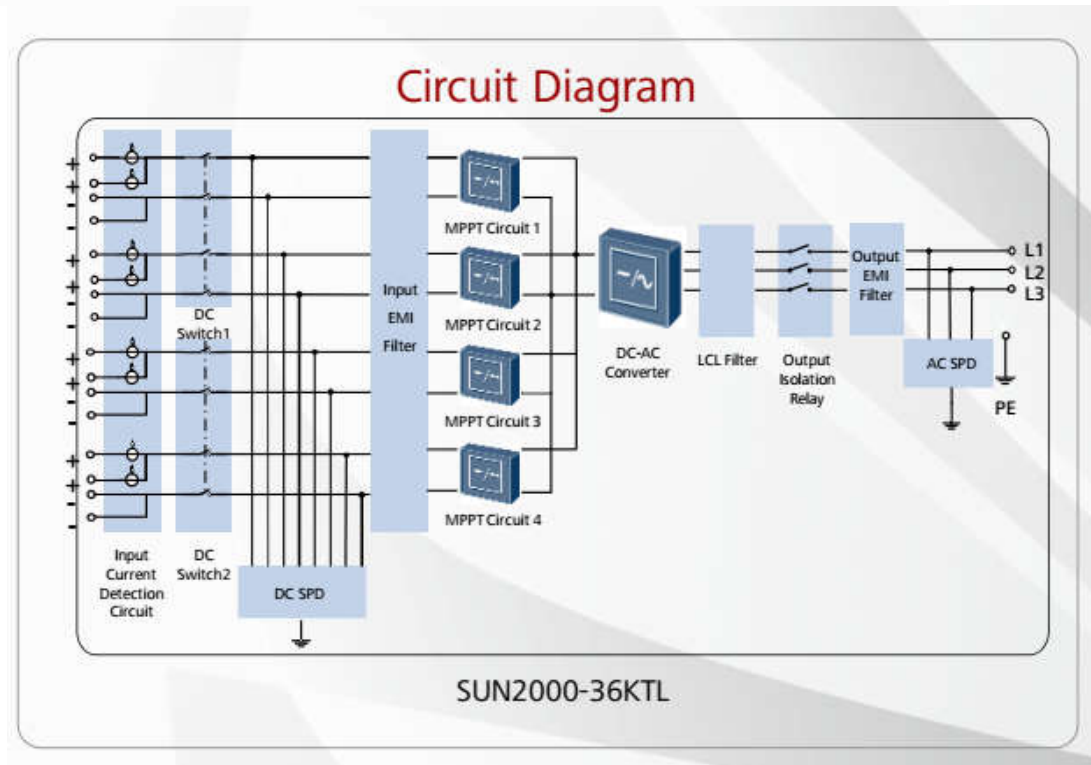 Circuit Diagram
+
+
-
-
+
+
-
-
+
+
-
-
+
+
-
-
Input
Current
Detection
Circuit
DC
Switch1
DC
Switch2
DC SPD
Input
EMI
Filter
MPPT Circuit 1
MPPT Circuit 2
MPPT Circuit 3
MPPT Circuit 4
DC-AC
Converter
LCL Filter
Output
Isolation
Relay
Output
EMI
Filter
L1
L2
L3
AC SPD
PE
SUN2000-36KTL